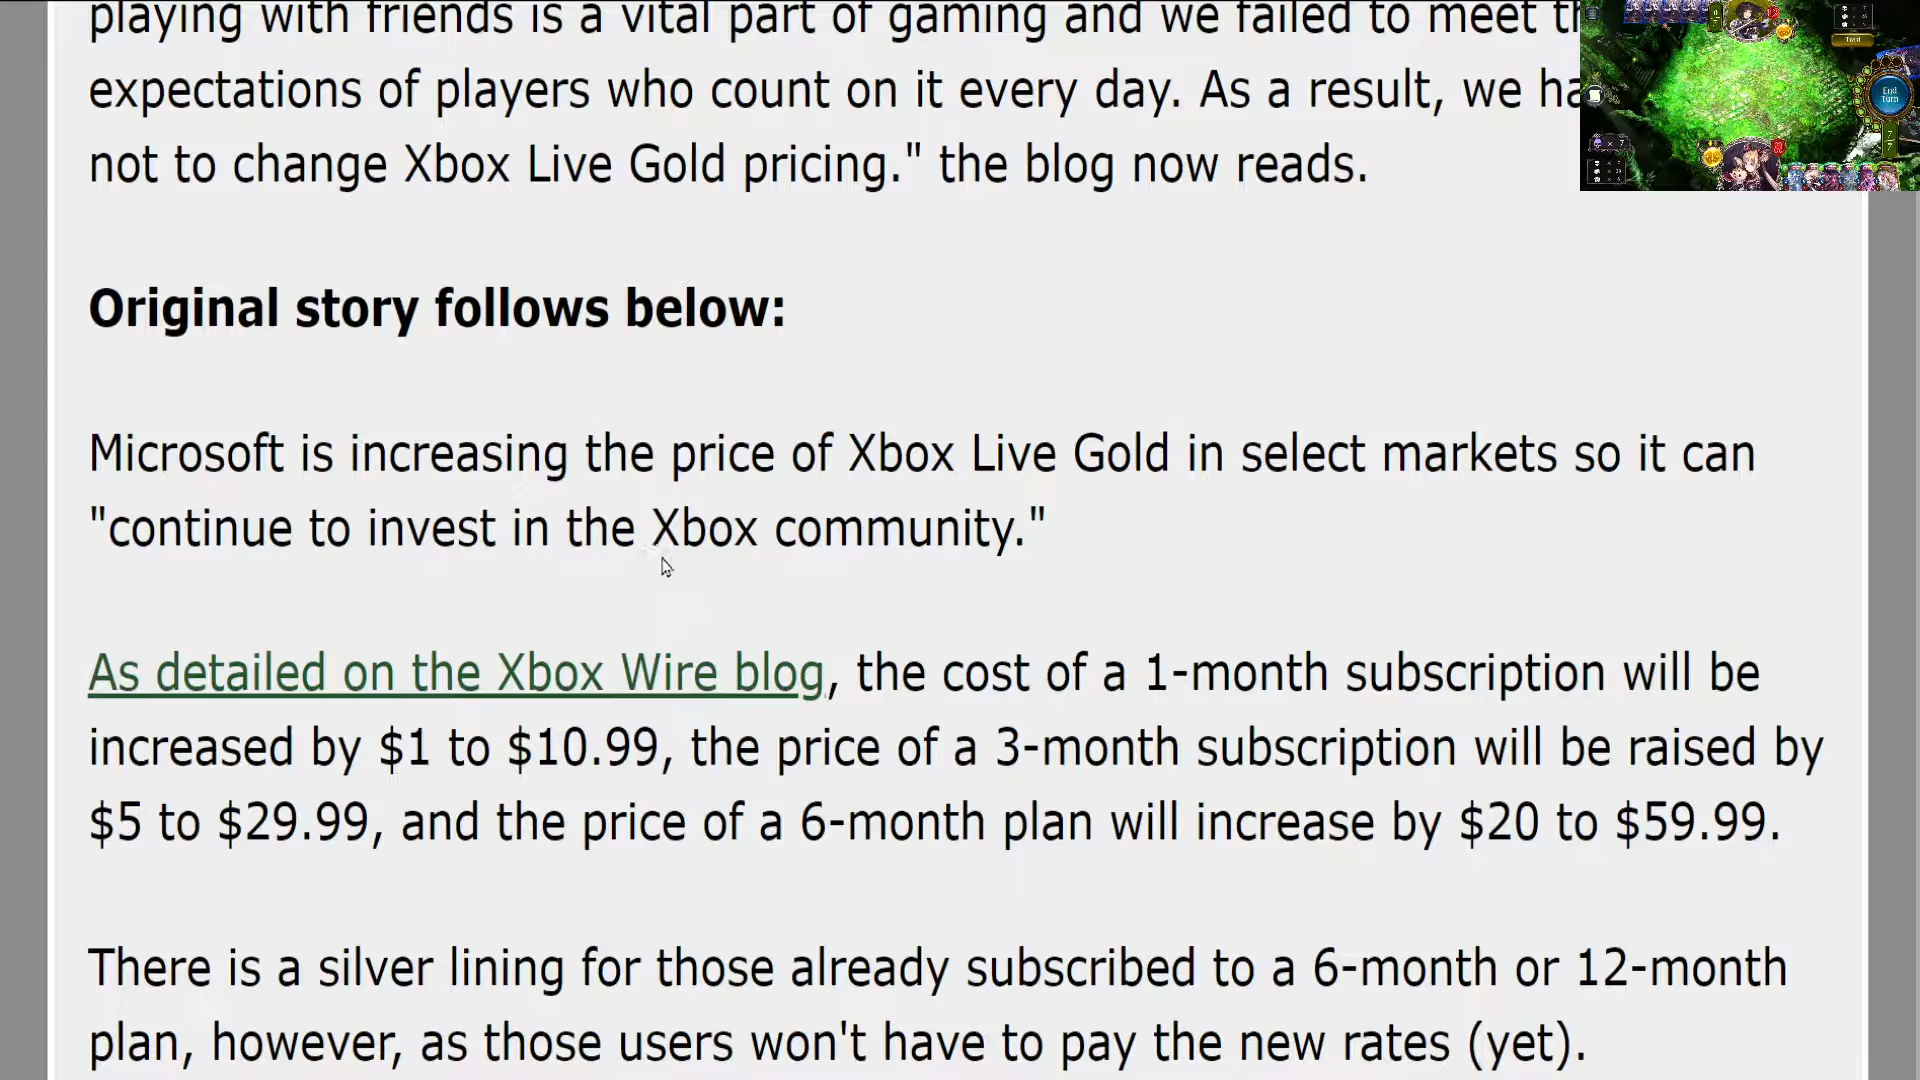 playing with friends is a vital part of gaming and we failed to meet
expectations of players who count on it every day. As a result, we
not to change Xbox Live Gold pricing." the blog now reads.
Original story follows below:
Microsoft is increasing the price of Xbox Live Gold in select markets so it can
"continue to invest in the Xbox community."
As detailed on the Xbox Wire blog, the cost of a 1-month subscription will be
increased by $1 to $10.99, the price of a 3-month subscription will be raised by
$5 to $29.99, and the price of a 6-month plan will increase by $20 to $59.99.
There is a silver lining for those already subscribed to a 6-month or 12-month
plan, however, as those users won't have to pay the new rates (yet).
End
Turn